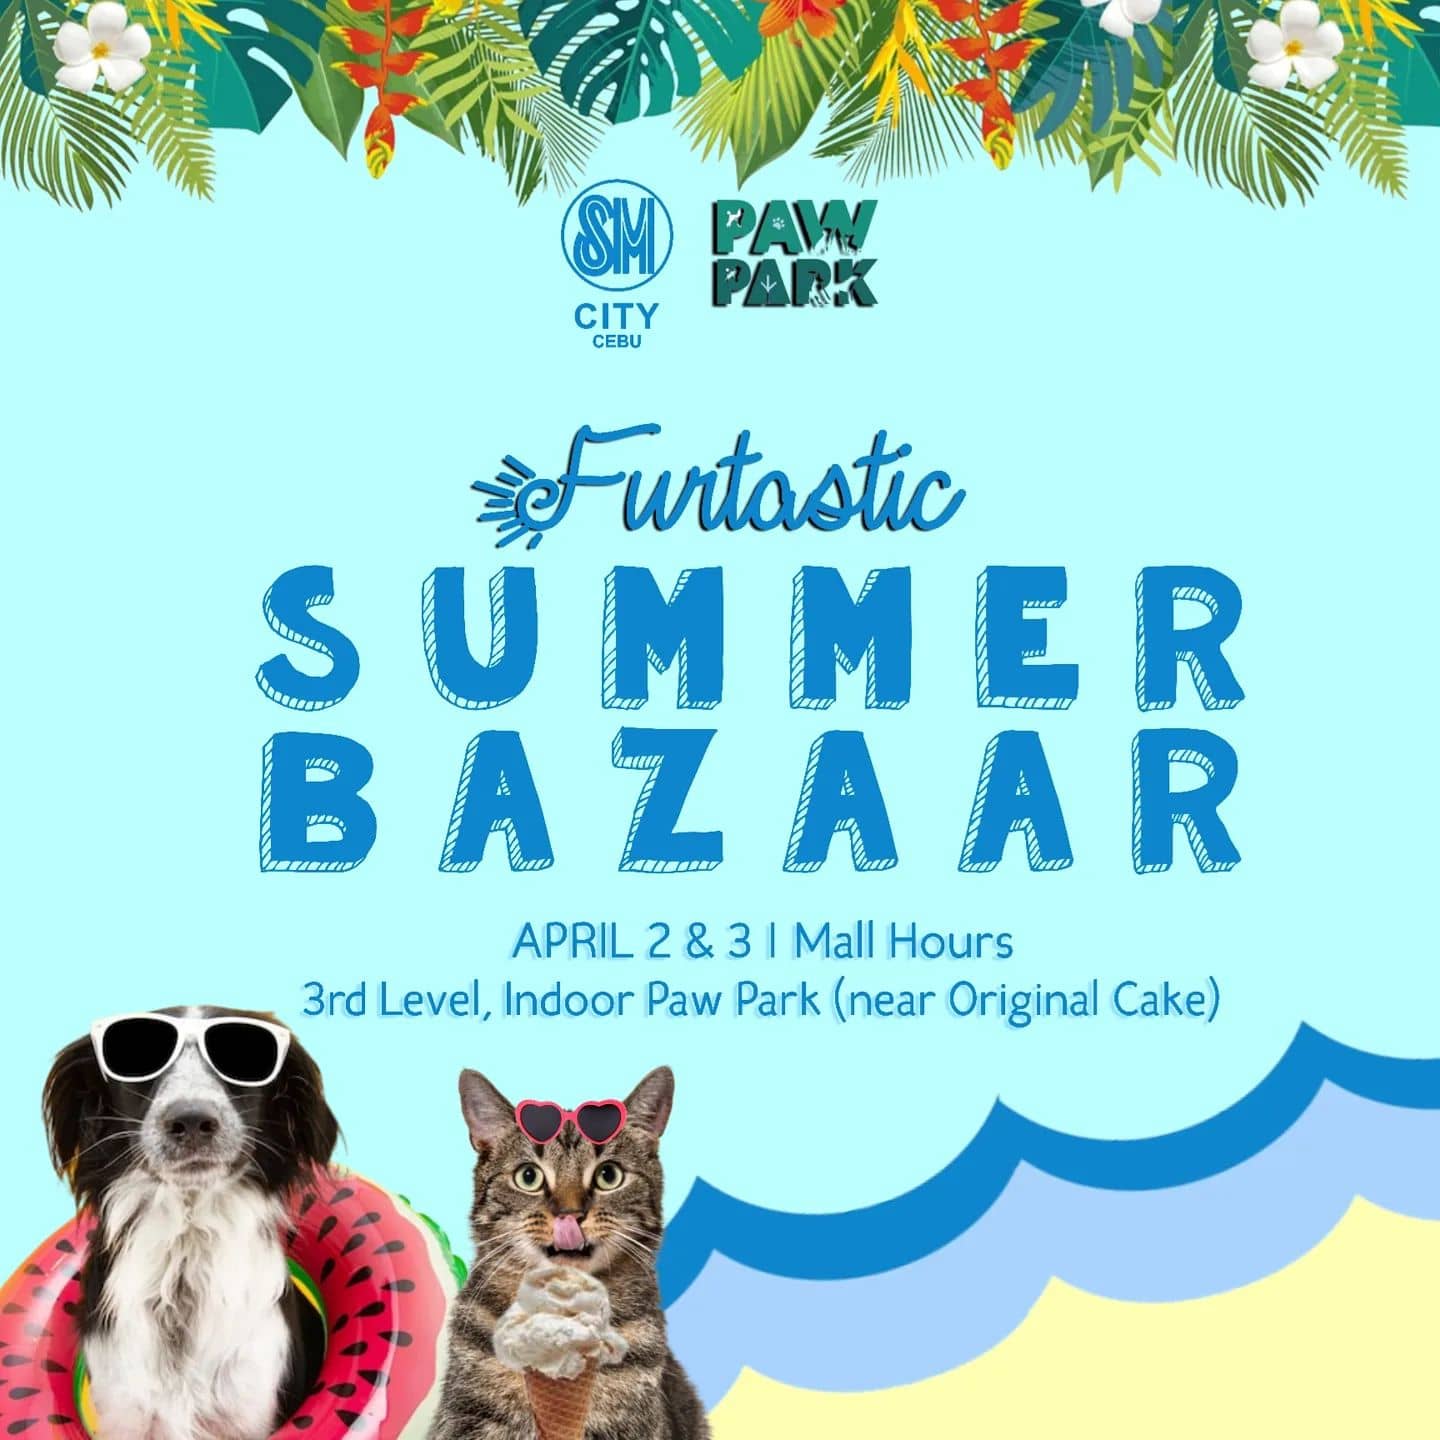 SM
CITY
CEBU
PAW
PARK
Furtastic
SUMMER
BAZAAR
APRIL 2 & 3 | Mall Hours
3rd Level, Indoor Paw Park (near Original Cake)